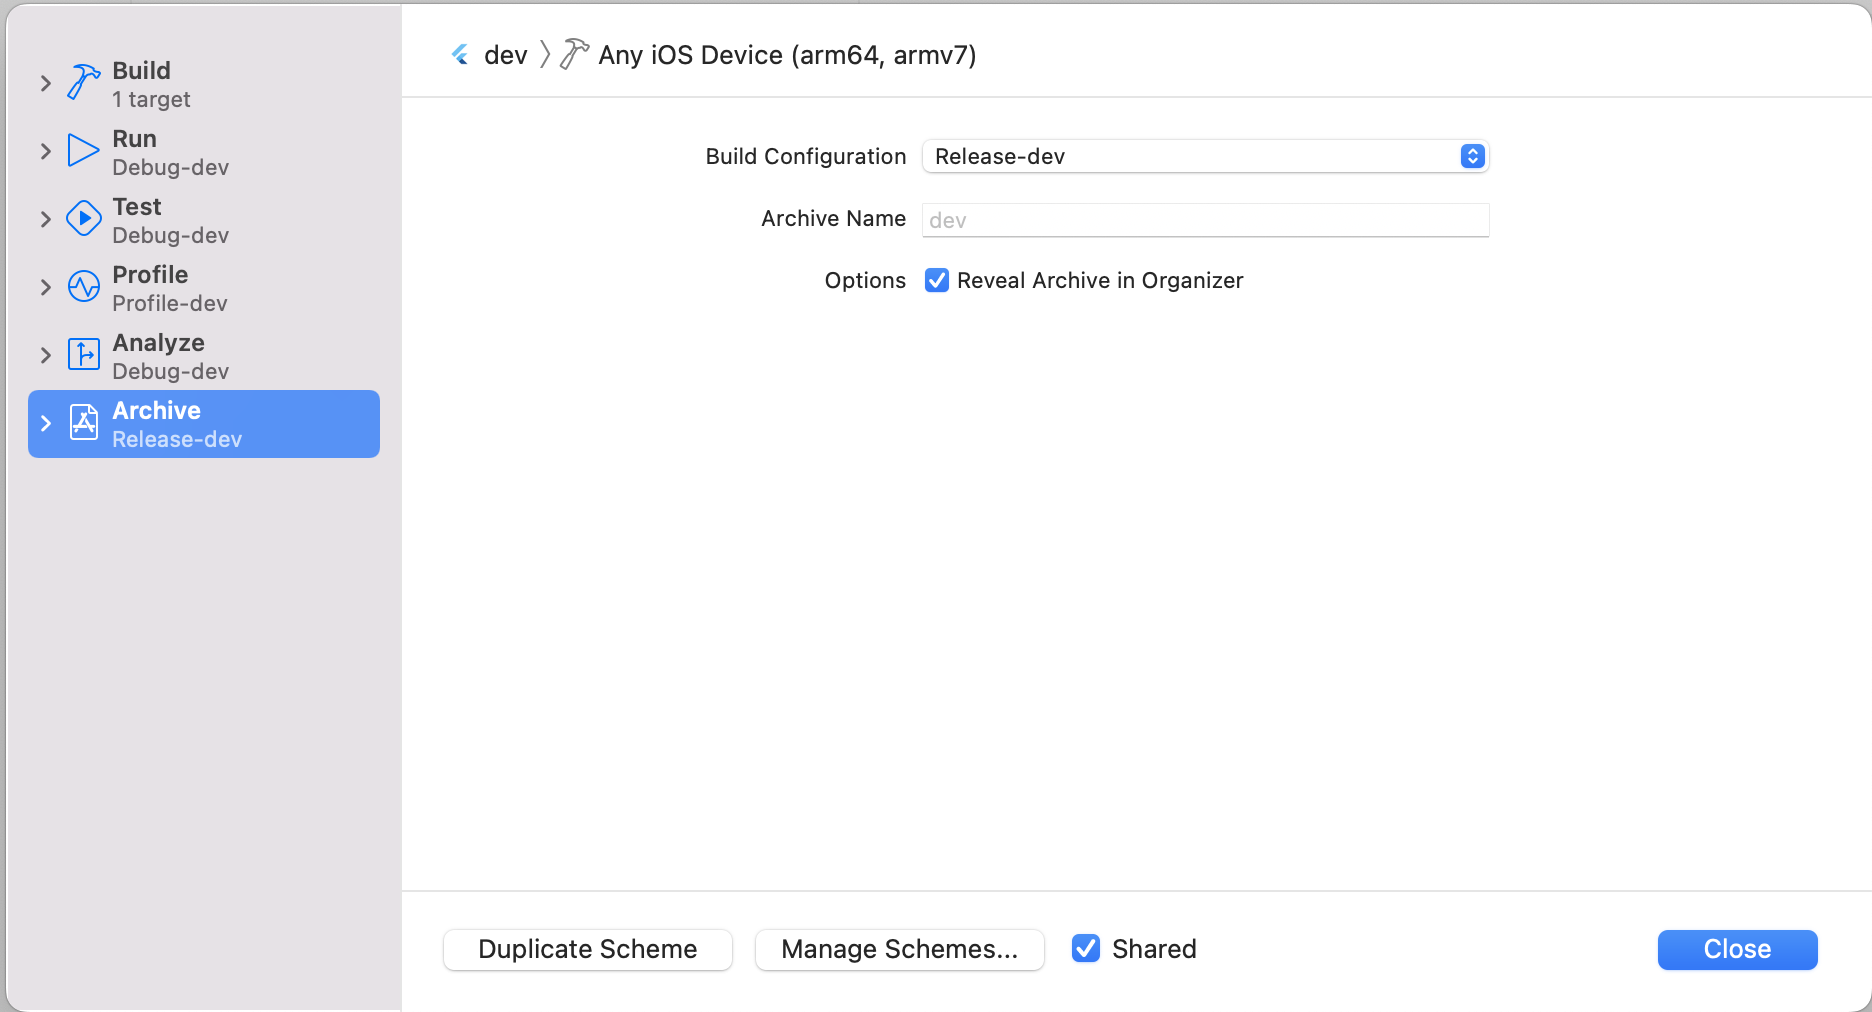 Build
1 target
Run
Debug-dev
Test
Debug-dev
Profile
Profile-dev
Analyze
Debug-dev
Archive
Release-dev
dev 〉 Any iOS Device (arm64, armv7)
Build Configuration Release-dev
Archive Name dev
Options Reveal Archive in Organizer
Duplicate Scheme Manage Schemes... Shared Close